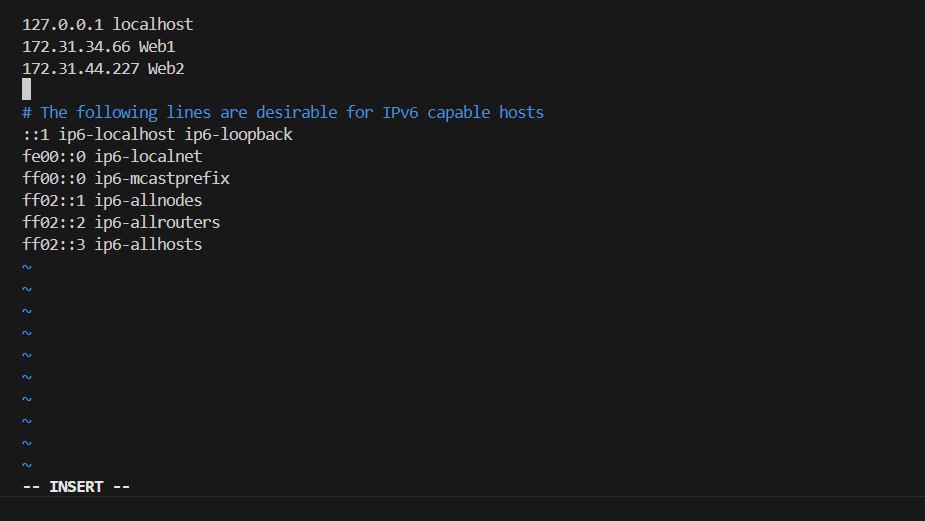 127.0.0.1 localhost
172.31.34.66 Web1
172.31.44.227 Web2
# The following lines are desirable for IPv6 capable hosts
::1 ip6-localhost ip6-loopback
fe00::0 ip6-localnet
ff00::0 ip6-mcastprefix
ff02::1 ip6-allnodes
ff02::2 ip6-allrouters
ff02::3 ip6-allhosts
~
~
~
~
~
~
~
~
~
~
-- INSERT --